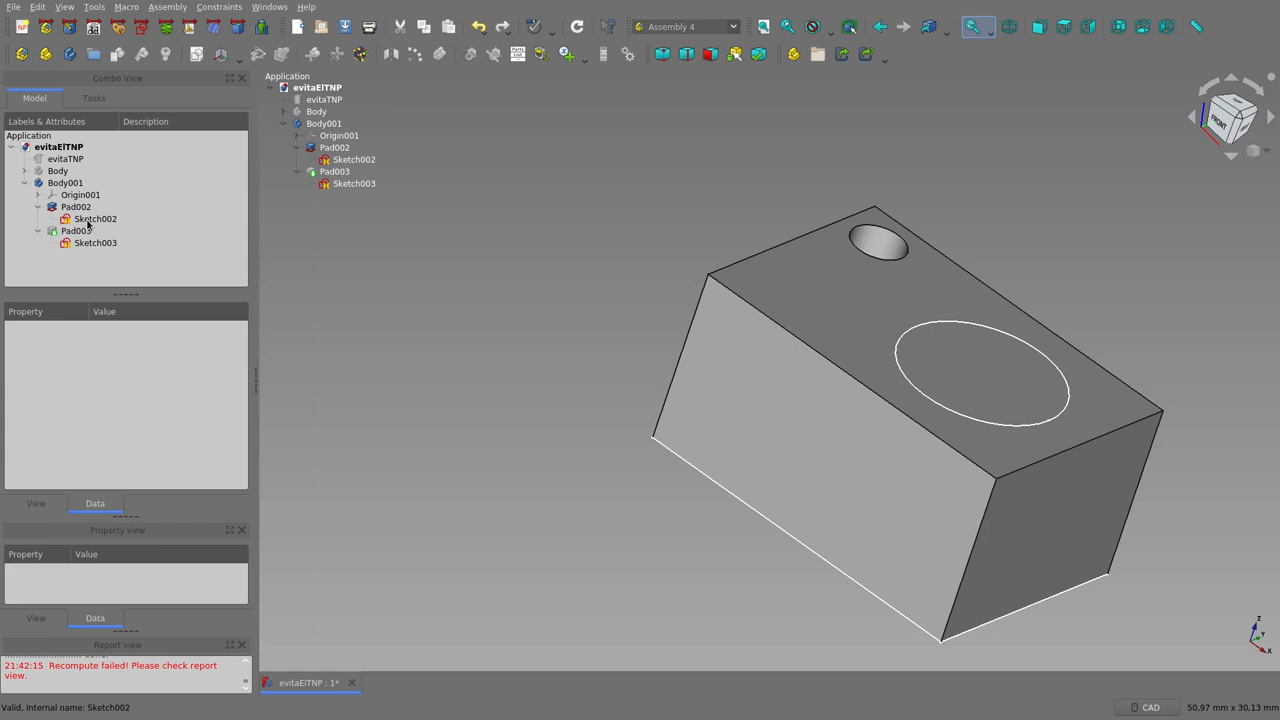 File Edit View Tools Macro Assembly Constraints Windows Help
Assembly 4
Combo View
Model Tasks
Labels & Attributes Description
Application
evitaElTNP
evitaTNP
Body
Body001
Origin001
Pad002
Sketch002
Pad003
Sketch003
Property Value
View Data
Property view
Property Value
View Data
Report view
21:42:15 Recompute failed! Please check report
view.
Application
evitaElTNP
evitaTNP
Body
Body001
Origin001
Pad002
Sketch002
Pad003
Sketch003
FRONT
Z
Y
X
evitaElTNP : 1*
Valid, Internal name: Sketch002
CAD
50,97 mm x 30,13 mm